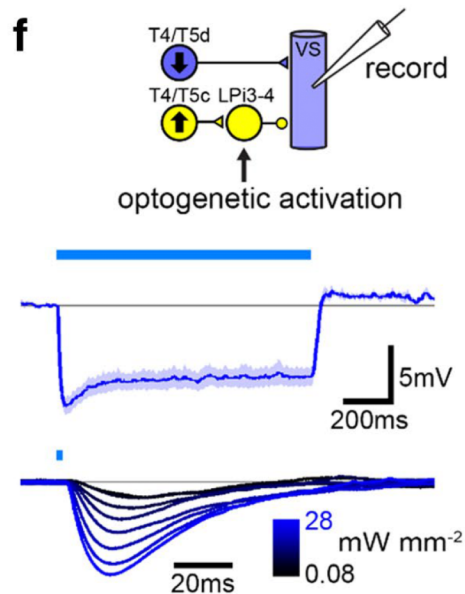 f
T4/T5d
VS
record
T4/T5c LPi3-4
optogenetic activation
5mV
200ms
28
mW mm-2
0.08
20ms